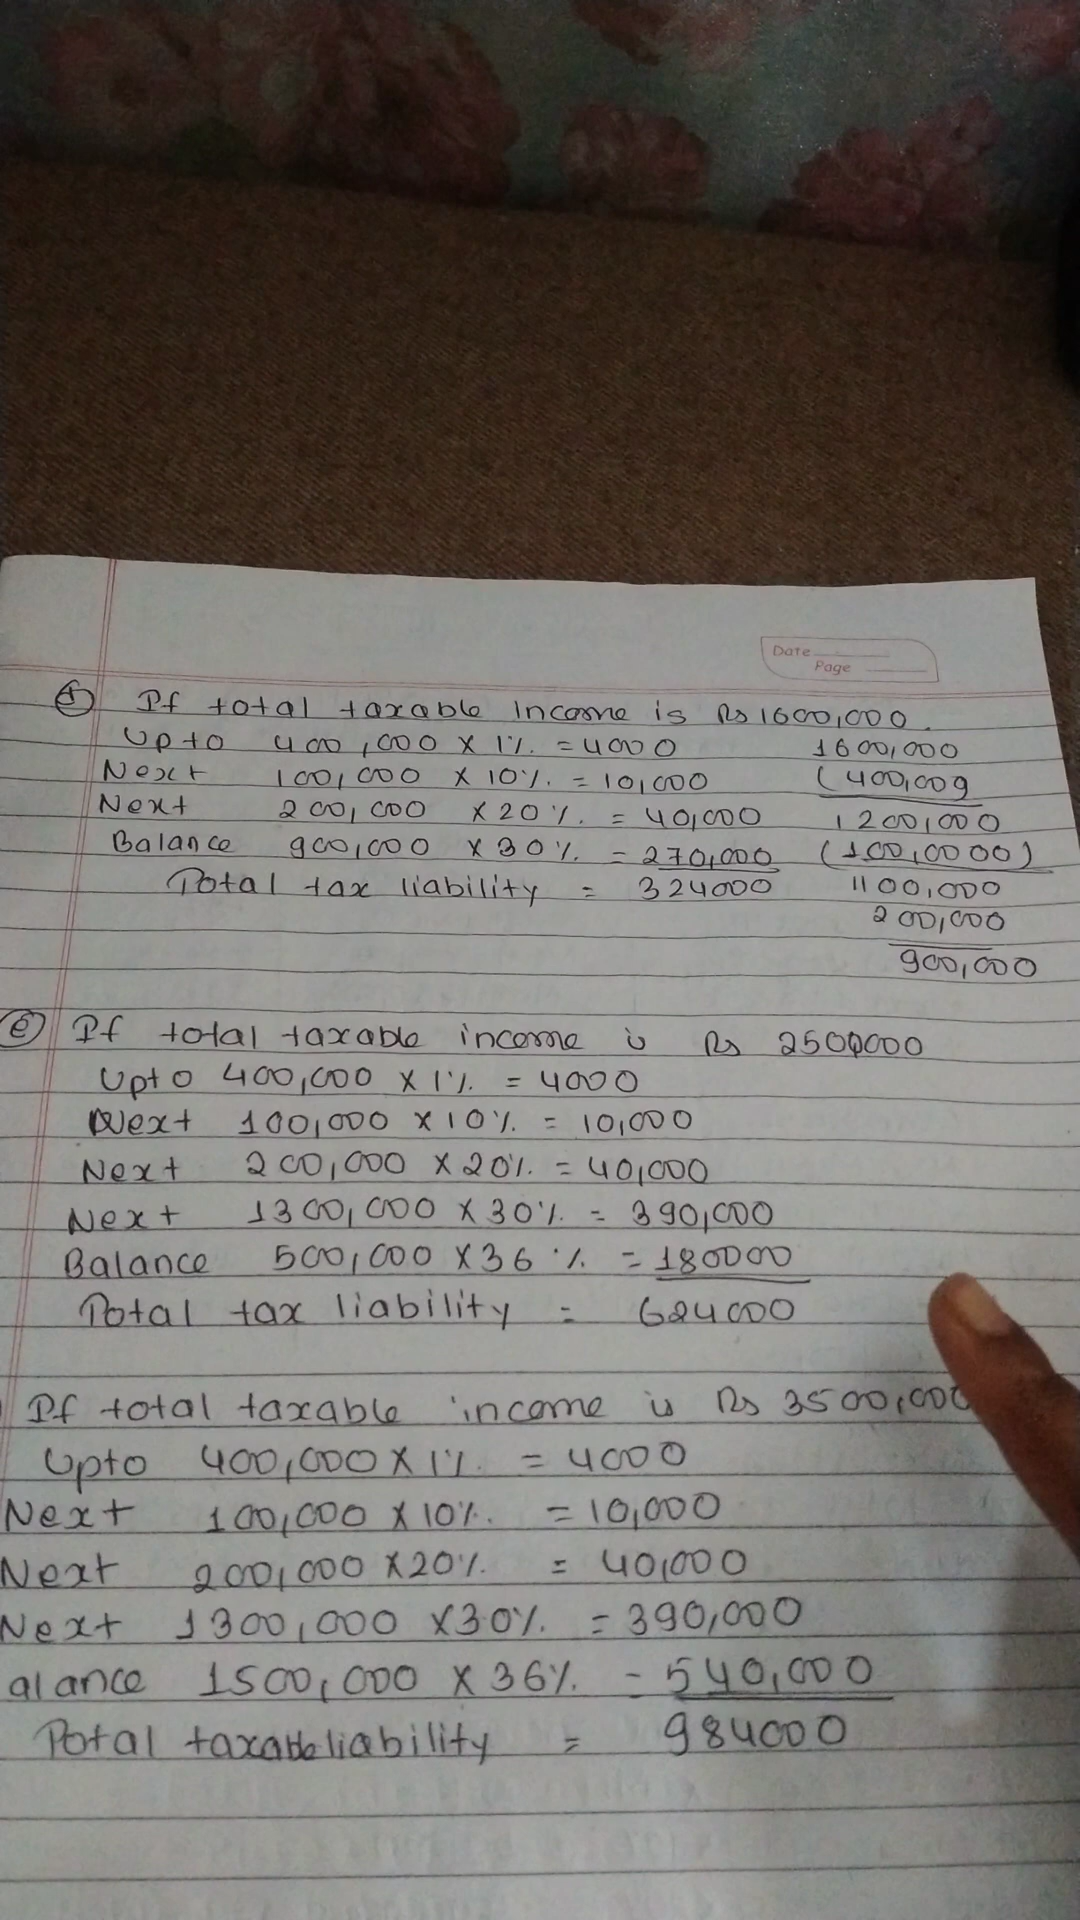 Date
Page
ⓓ If total taxable income is Rs 1600,000.
Upto 400,000 x 1% = 4000 1600,000
Next 100,000 x 10% = 10,000 (400,000
Next 200,000 x 20% = 40,000 1200,000
Balance 900,000 x 30% = 270,000 (100,0000)
Total tax liability = 324000 1100,000
200,000
900,000
ⓔ If total taxable income is Rs 2500000
Upto 400,000 x 1% = 4000
Next 100,000 x 10% = 10,000
Next 200,000 x 20% = 40,000
Next 1300,000 x 30% = 390,000
Balance 500,000 x 36% = 180000
Total tax liability = 624000
If total taxable income is Rs 3500,000
Upto 400,000 x 1% = 4000
Next 100,000 x 10% = 10,000
Next 200,000 x 20% = 40,000
Next 1300,000 x 30% = 390,000
alance 1500,000 x 36% = 540,000
Total taxable liability = 984000